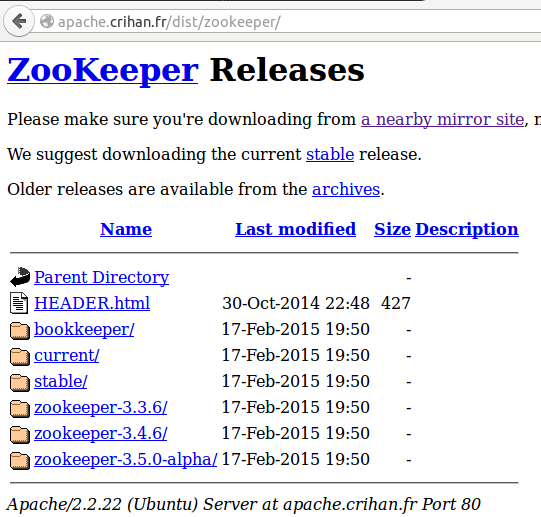 apache.crihan.fr/dist/zookeeper/
ZooKeeper Releases
Please make sure you're downloading from a nearby mirror site,
We suggest downloading the current stable release.
Older releases are available from the archives.
Name Last modified Size Description
Parent Directory -
HEADER.html 30-Oct-2014 22:48 427
bookkeeper/ 17-Feb-2015 19:50 -
current/ 17-Feb-2015 19:50 -
stable/ 17-Feb-2015 19:50 -
zookeeper-3.3.6/ 17-Feb-2015 19:50 -
zookeeper-3.4.6/ 17-Feb-2015 19:50 -
zookeeper-3.5.0-alpha/ 17-Feb-2015 19:50 -
Apache/2.2.22 (Ubuntu) Server at apache.crihan.fr Port 80